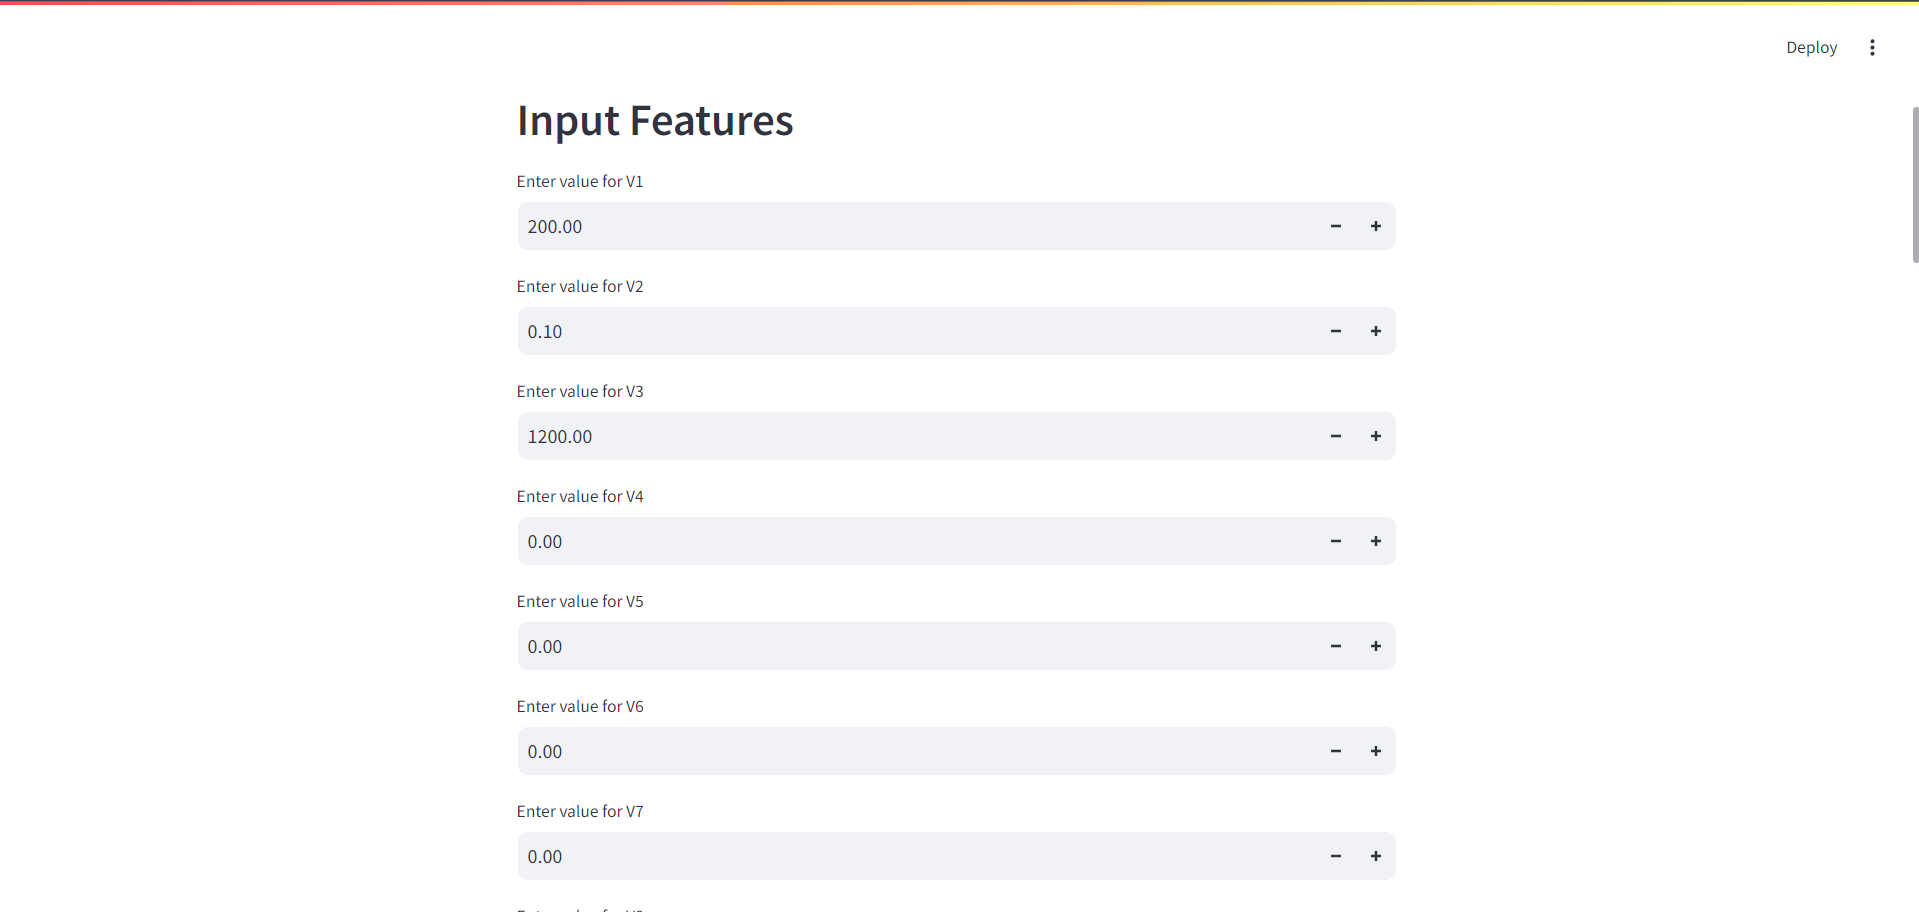 Deploy
Input Features
Enter value for V1
200.00
Enter value for V2
0.10
Enter value for V3
1200.00
Enter value for V4
0.00
Enter value for V5
0.00
Enter value for V6
0.00
Enter value for V7
0.00